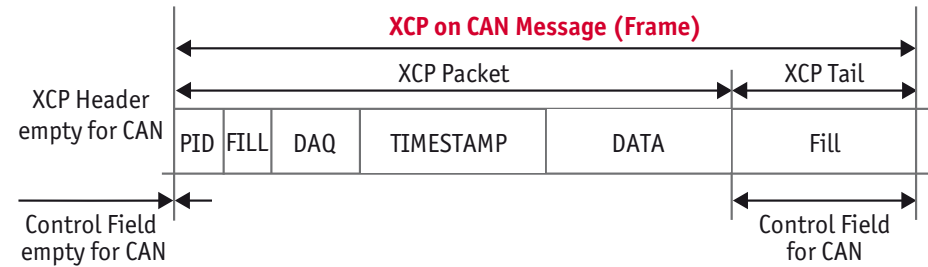 XCP on CAN Message (Frame)
XCP Packet
XCP Tail
XCP Header
empty for CAN
PID FILL DAQ TIMESTAMP DATA Fill
Control Field
empty for CAN
Control Field
for CAN